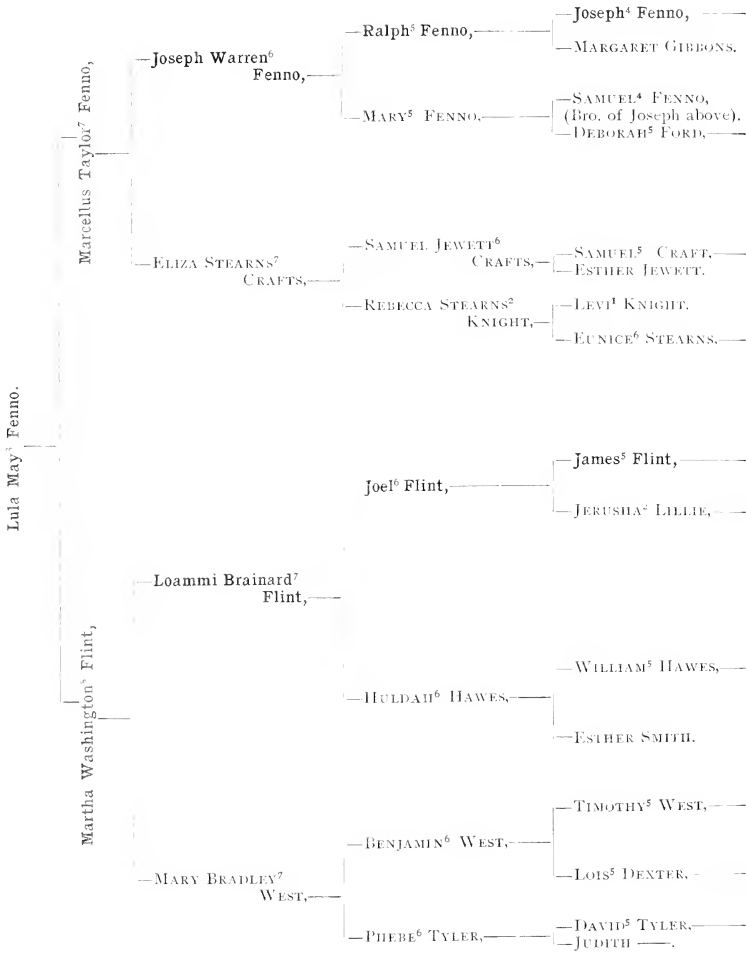 Lula May⁸ Fenno.
Marcellus Taylor⁷ Fenno,
Joseph Warren⁶
Fenno,
Ralph⁵ Fenno,
Joseph⁴ Fenno,
MARGARET GIBBONS.
MARY⁵ FENNO,
SAMUEL⁴ FENNO,
(Bro. of Joseph above).
DEBORAH⁵ FORD,
ELIZA STEARNS⁷
CRAFTS,
SAMUEL JEWETT⁶
CRAFTS,
SAMUEL⁵ CRAFT,
ESTHER JEWETT.
REBECCA STEARNS²
KNIGHT,
LEVI¹ KNIGHT.
EUNICE⁶ STEARNS,
Martha Washington⁸ Flint,
Loammi Brainard⁷
Flint,
Joel⁶ Flint,
James⁵ Flint,
JERUSHA² LILLIE,
HULDAH⁶ HAWES,
WILLIAM⁵ HAWES,
ESTHER SMITH.
MARY BRADLEY⁷
WEST,
BENJAMIN⁶ WEST,
TIMOTHY⁵ WEST,
LOIS⁵ DEXTER,
PHEBE⁶ TYLER,
DAVID⁵ TYLER,
JUDITH ——.